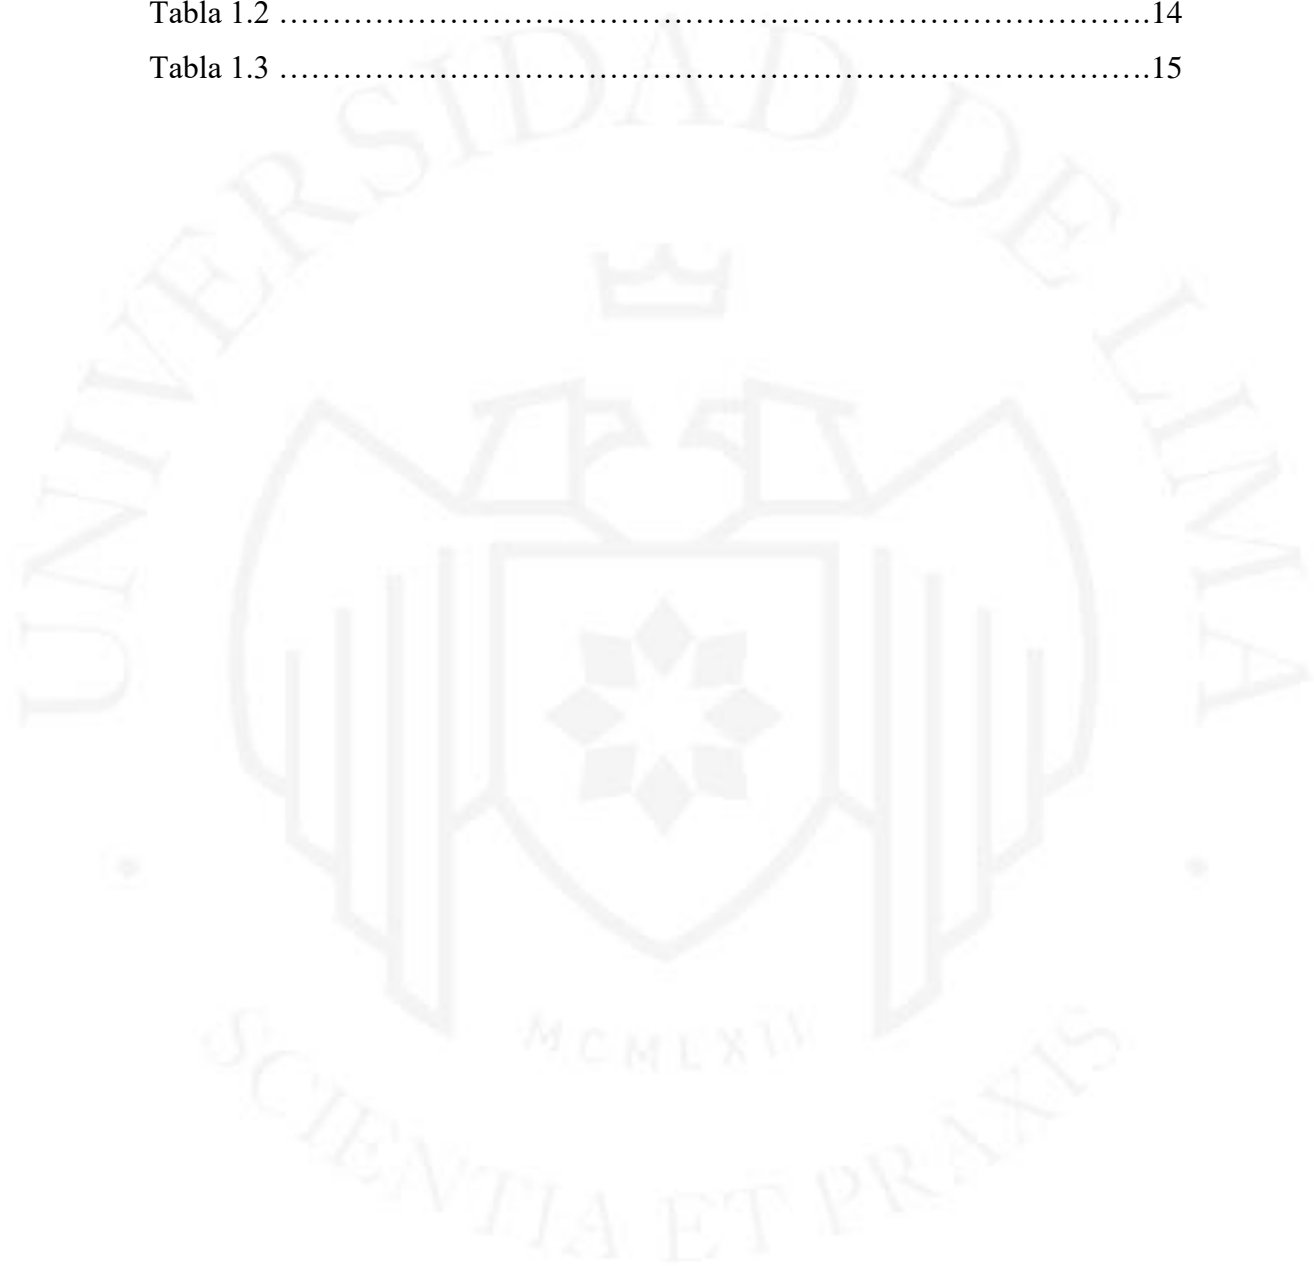 Tabla 1.2 ……………………………………………………………………………….14
Tabla 1.3 ……………………………………………………………………………….15
UNIVERSIDAD DE LIMA
MCMLXII
SCIENTIA ET PRAXIS